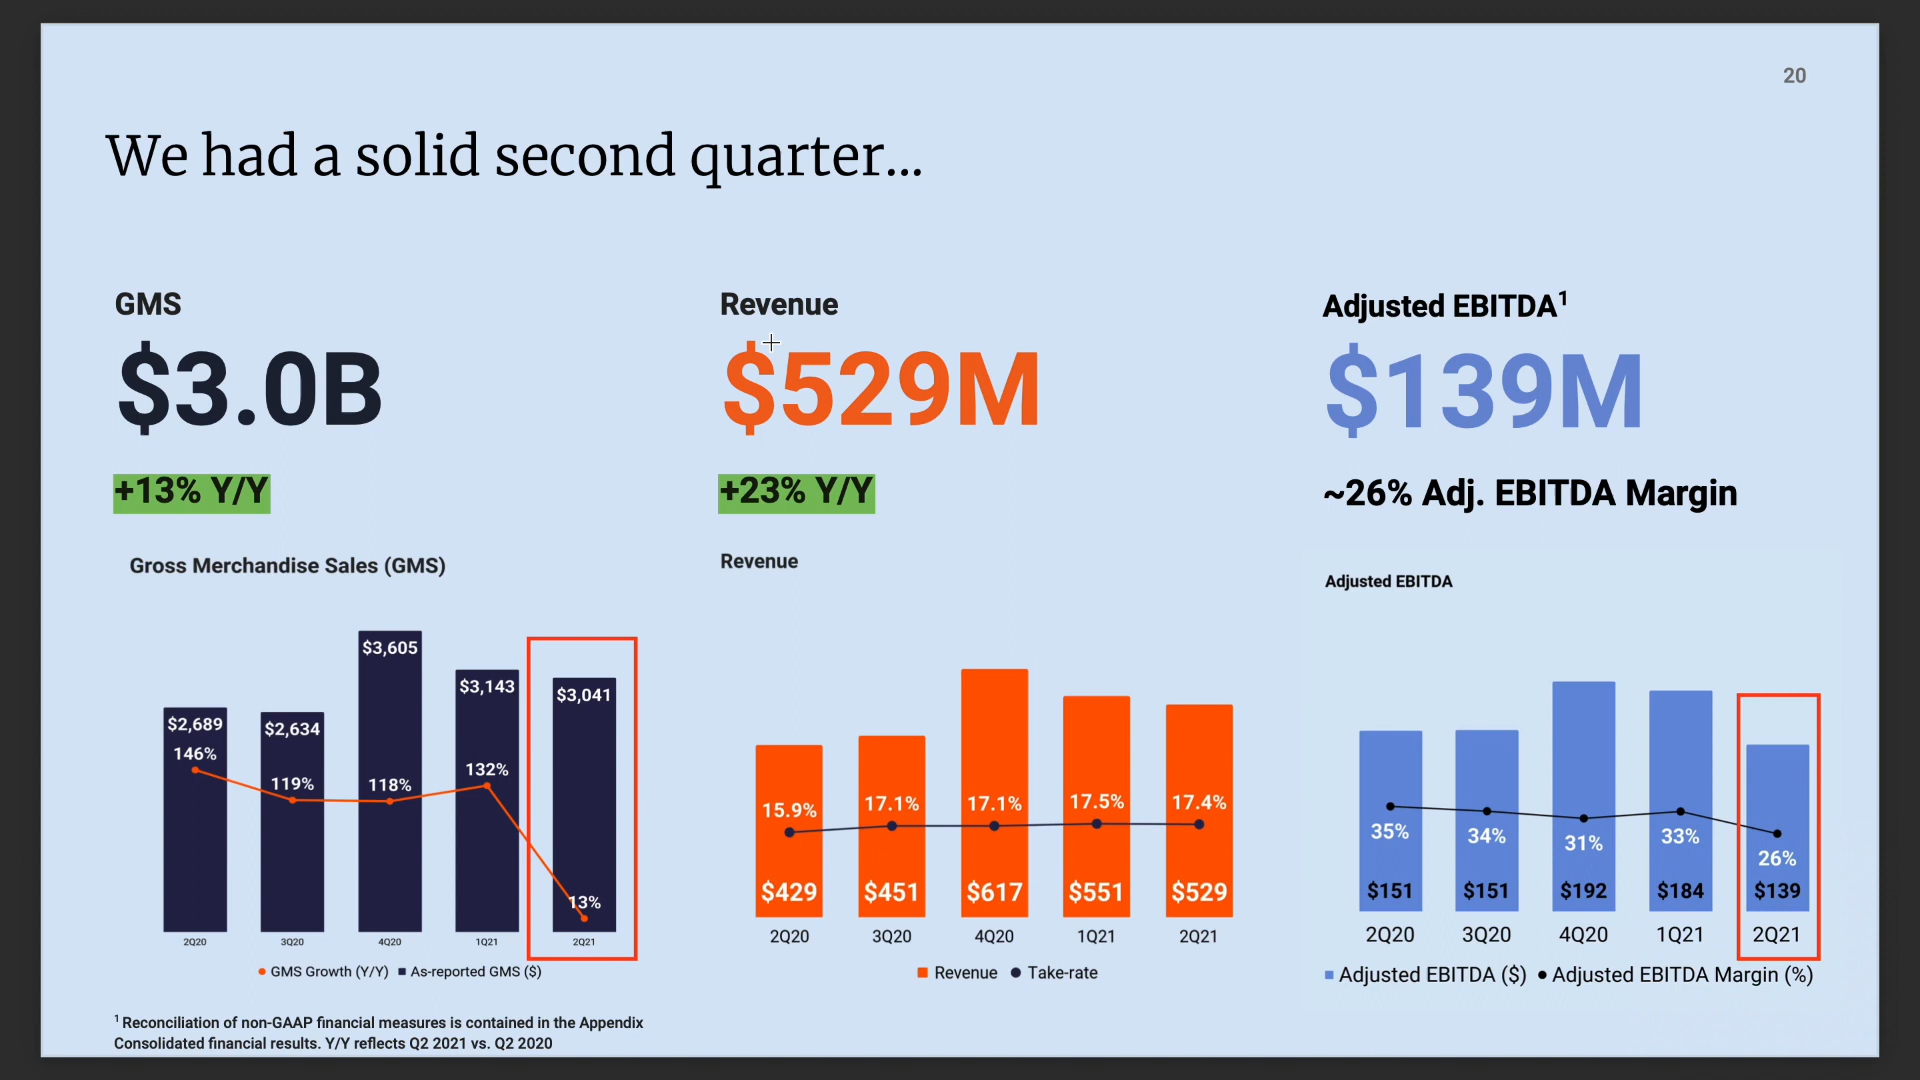 20
We had a solid second quarter...
GMS
$3.0B
+13% Y/Y
Gross Merchandise Sales (GMS)
$2,689
$2,634
$3,605
$3,143
$3,041
146%
119%
118%
132%
13%
2Q20 3Q20 4Q20 1Q21 2Q21
GMS Growth (Y/Y) As-reported GMS ($)
Revenue
$529M
+23% Y/Y
Revenue
15.9% 17.1% 17.1% 17.5% 17.4%
$429 $451 $617 $551 $529
2Q20 3Q20 4Q20 1Q21 2Q21
Revenue Take-rate
Adjusted EBITDA1
$139M
~26% Adj. EBITDA Margin
Adjusted EBITDA
35% 34% 31% 33% 26%
$151 $151 $192 $184 $139
2Q20 3Q20 4Q20 1Q21 2Q21
Adjusted EBITDA ($) Adjusted EBITDA Margin (%)
1 Reconciliation of non-GAAP financial measures is contained in the Appendix
Consolidated financial results. Y/Y reflects Q2 2021 vs. Q2 2020